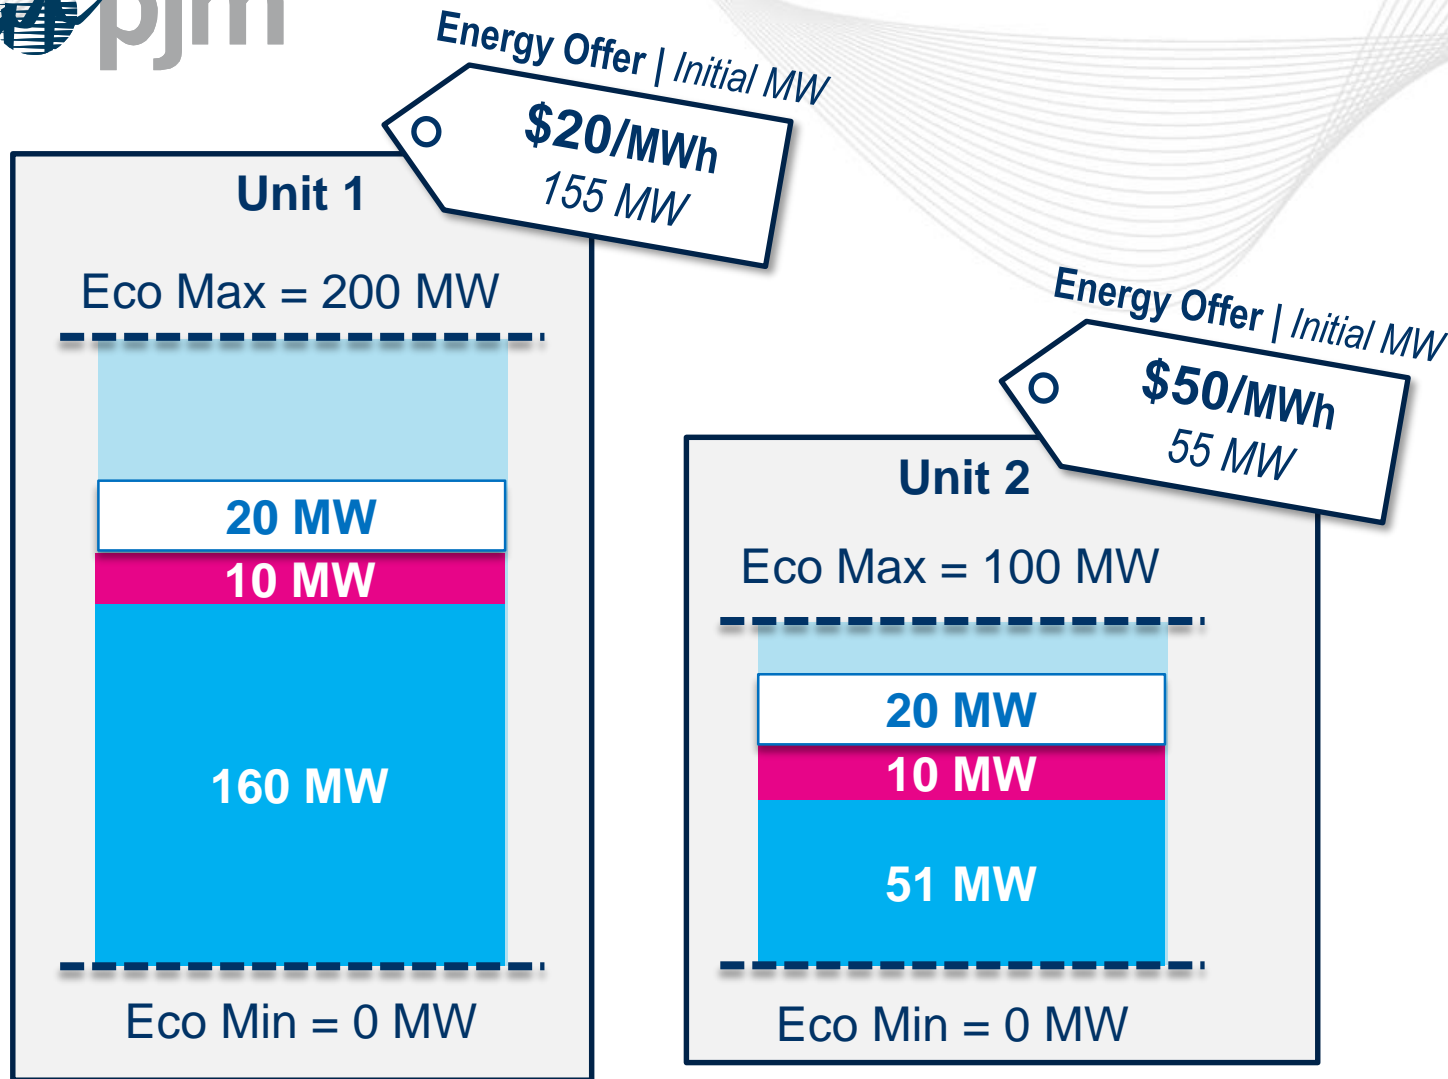 pjm
Energy Offer | Initial MW
$20/MWh
155 MW
Unit 1
Eco Max = 200 MW
20 MW
10 MW
160 MW
Eco Min = 0 MW
Energy Offer | Initial MW
$50/MWh
55 MW
Unit 2
Eco Max = 100 MW
20 MW
10 MW
51 MW
Eco Min = 0 MW